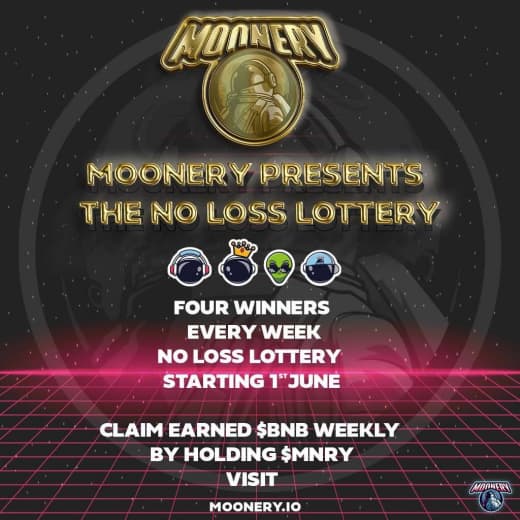 MOONERY
MOONERY PRESENTS
THE NO LOSS LOTTERY
FOUR WINNERS
EVERY WEEK
NO LOSS LOTTERY
STARTING 1ST JUNE
CLAIM EARNED $BNB WEEKLY
BY HOLDING $MNRY
VISIT
MOONERY.IO
MOONERY